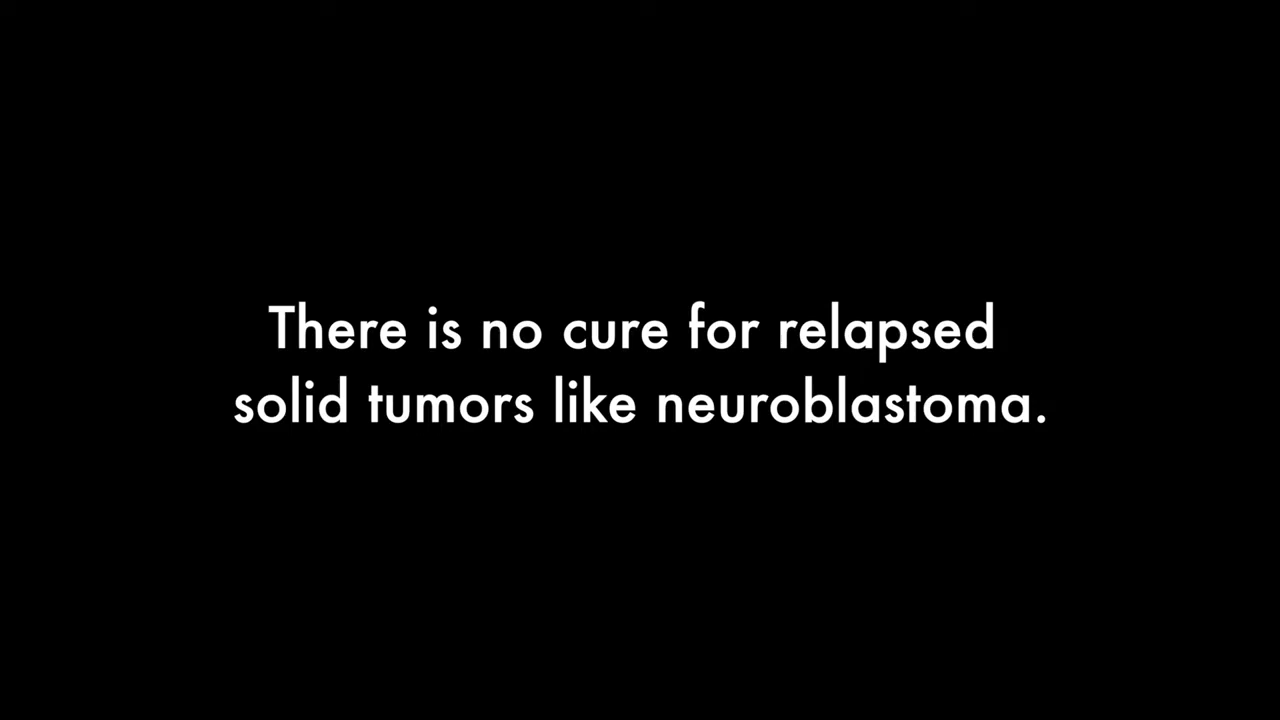 There is no cure for relapsed
solid tumors like neuroblastoma.